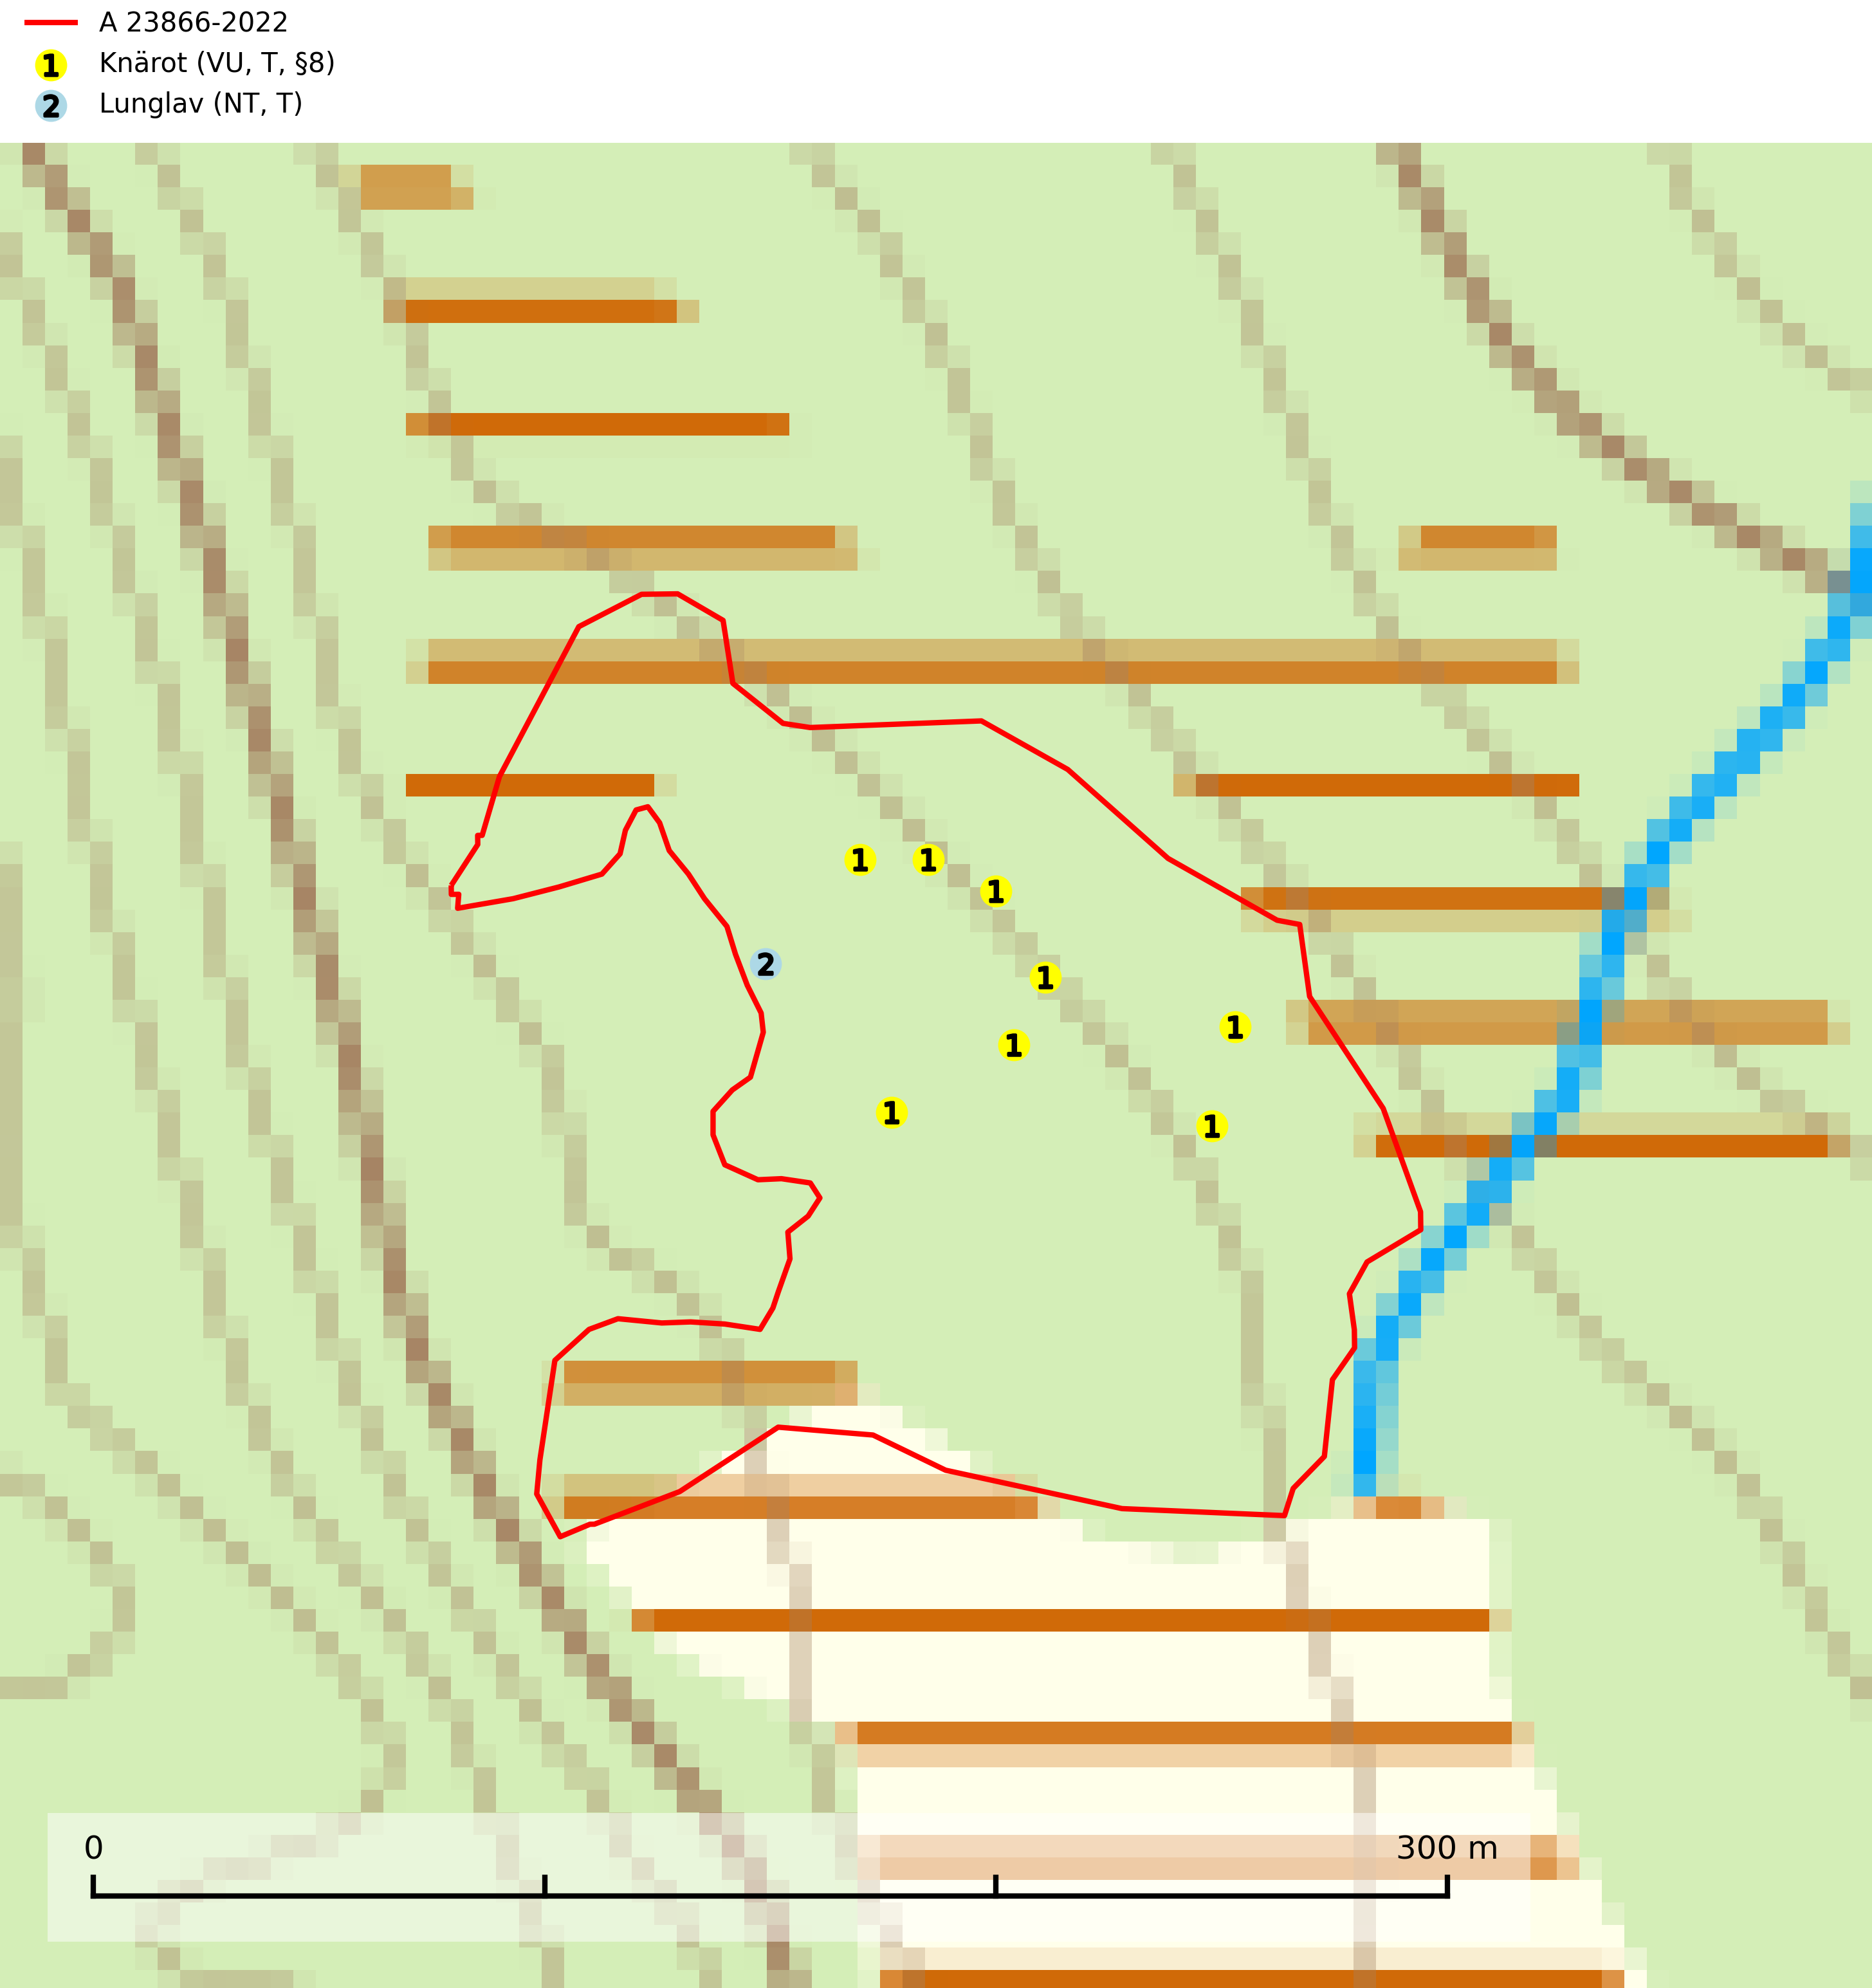 A 23866-2022
1 Knärot (VU, T, §8)
2 Lunglav (NT, T)
1 1
1
2 1
1
1
1 1
0 300 m